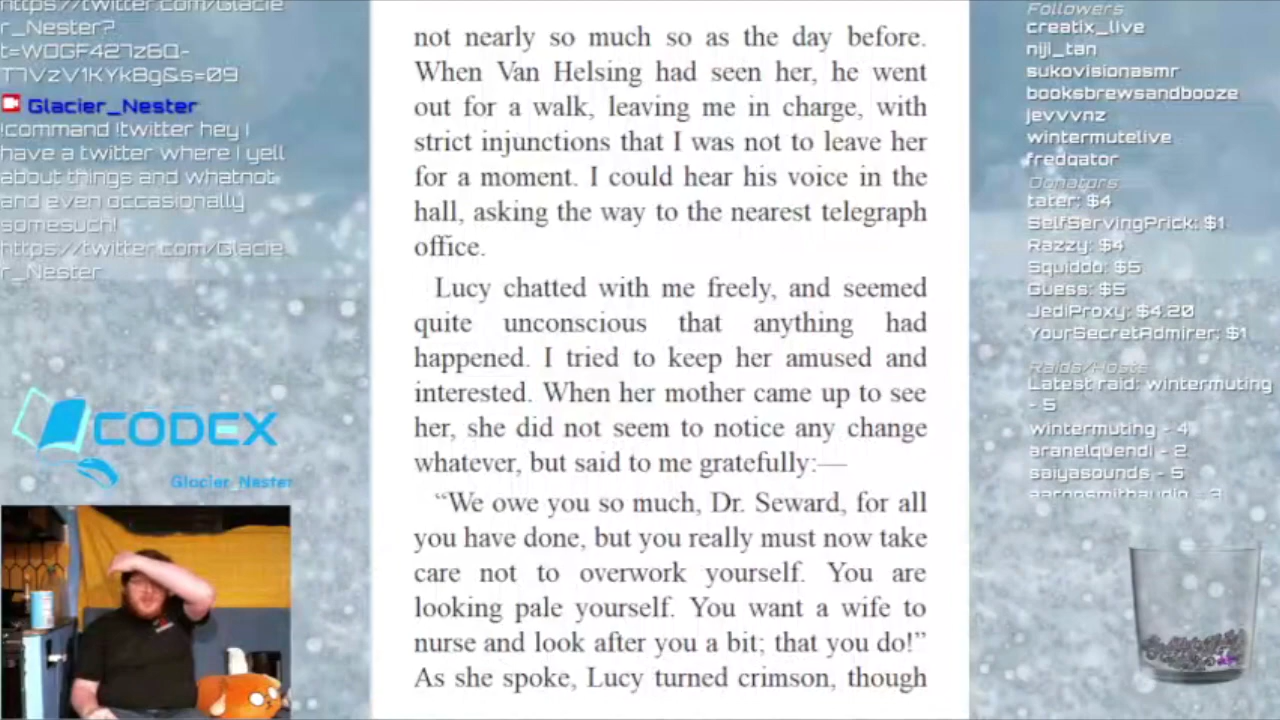 https://twitter.com/Glacie
r_Nester?
t=W0GF427z6Q-
T7VzV1KYkBg&s=09
Glacier_Nester
!command !twitter hey I
have a twitter where I yell
about things and whatnot
and even occasionally
somesuch!
https://twitter.com/Glacie
r_Nester
CODEX
Glacier_Nester
not nearly so much so as the day before.
When Van Helsing had seen her, he went
out for a walk, leaving me in charge, with
strict injunctions that I was not to leave her
for a moment. I could hear his voice in the
hall, asking the way to the nearest telegraph
office.
Lucy chatted with me freely, and seemed
quite unconscious that anything had
happened. I tried to keep her amused and
interested. When her mother came up to see
her, she did not seem to notice any change
whatever, but said to me gratefully:—
“We owe you so much, Dr. Seward, for all
you have done, but you really must now take
care not to overwork yourself. You are
looking pale yourself. You want a wife to
nurse and look after you a bit; that you do!”
As she spoke, Lucy turned crimson, though
Followers
creatix_live
niji_tan
sukovisionasmr
booksbrewsandbooze
jevvvnz
wintermutelive
fredgator
Donators
tater: $4
SelfServingPrick: $1
Razzy: $4
Squiddo: $5
Guess: $5
JediProxy: $4.20
YourSecretAdmirer: $1
Raids/Hosts
Latest raid: wintermuting
- 5
wintermuting - 4
aranelquendi - 2
saiyasounds - 5
aaronsmithaudio - 3